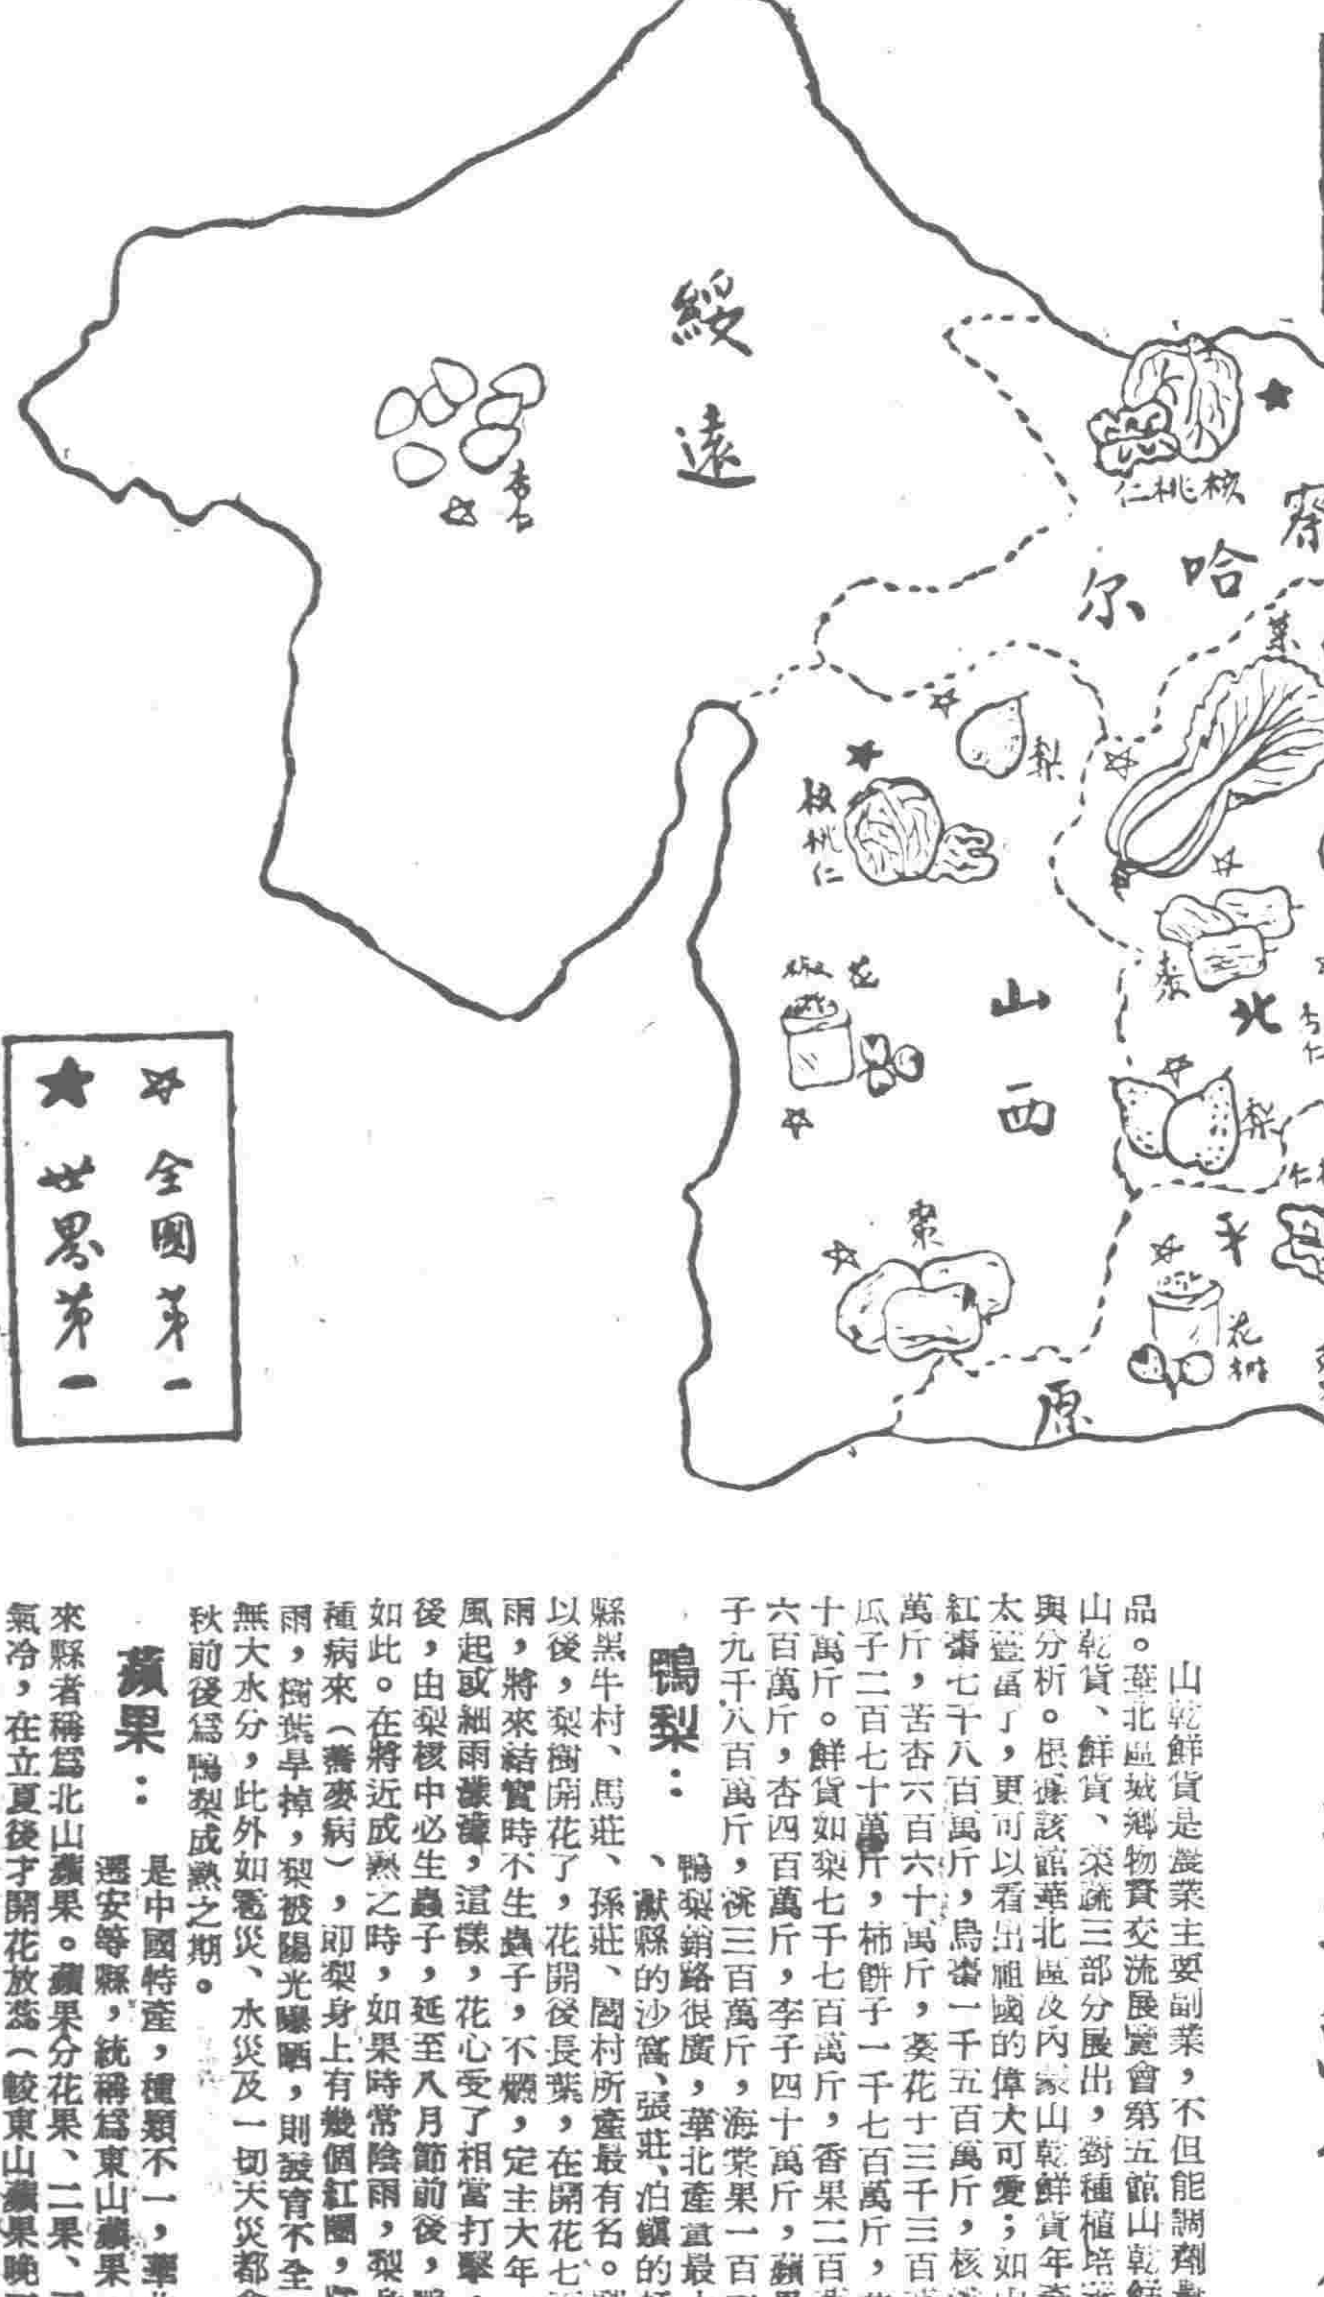 綏遠
杏仁
仁桃核
察
哈
尔
菜
梨
核桃仁
椒花
山西
棗
棗
北
杏仁
梨
平
花椒
原
全國第一
世界第一
山乾鮮貨是農業主要副業，不但能調劑
品。華北區城鄉物資交流展覽會第五館山乾鮮
山乾貨、鮮貨、菜蔬三部分展出，對種植培
與分析。根據該館華北區及內蒙山乾鮮貨年產
太豐富了，更可以看出祖國的偉大可愛；如
紅棗七千八百萬斤，烏棗一千五百萬斤，核
萬斤，苦杏六百六十萬斤，葵花十三千三百
瓜子二百七十萬斤，柿餅子一千七百萬斤，
十萬斤。鮮貨如梨七千七百萬斤，香果二百
六百萬斤，杏四百萬斤，李子四十萬斤，蘋果
子九千八百萬斤，桃三百萬斤，海棠果一百
鴨梨：
鴨梨銷路很廣，華北產量最
、獻縣的沙窩、張莊、泊鎮的
縣黑牛村、馬莊、孫莊、閻村所產最有名。
以後，梨樹開花了，花開後長葉，在開花七
雨，將來結實時不生蟲子，不爛，定主大年
風起或細雨濛濛，這樣，花心受了相當打擊，
後，由梨核中必生蟲子，延至八月節前後，
如此。在將近成熟之時，如果時常陰雨，梨身
種病來（蕎麥病），即梨身上有幾個紅圈，
雨，樹葉旱掉，梨被陽光曝晒，則發育不全
無大水分，此外如雹災、水災及一切天災都會
秋前後爲鴨梨成熟之期。
蘋果：
是中國特產，種類不一，華北
遷安等縣，統稱爲東山蘋果
來縣者稱爲北山蘋果。蘋果分花果、二果、
氣冷，在立夏後才開花放蕊（較東山蘋果晚